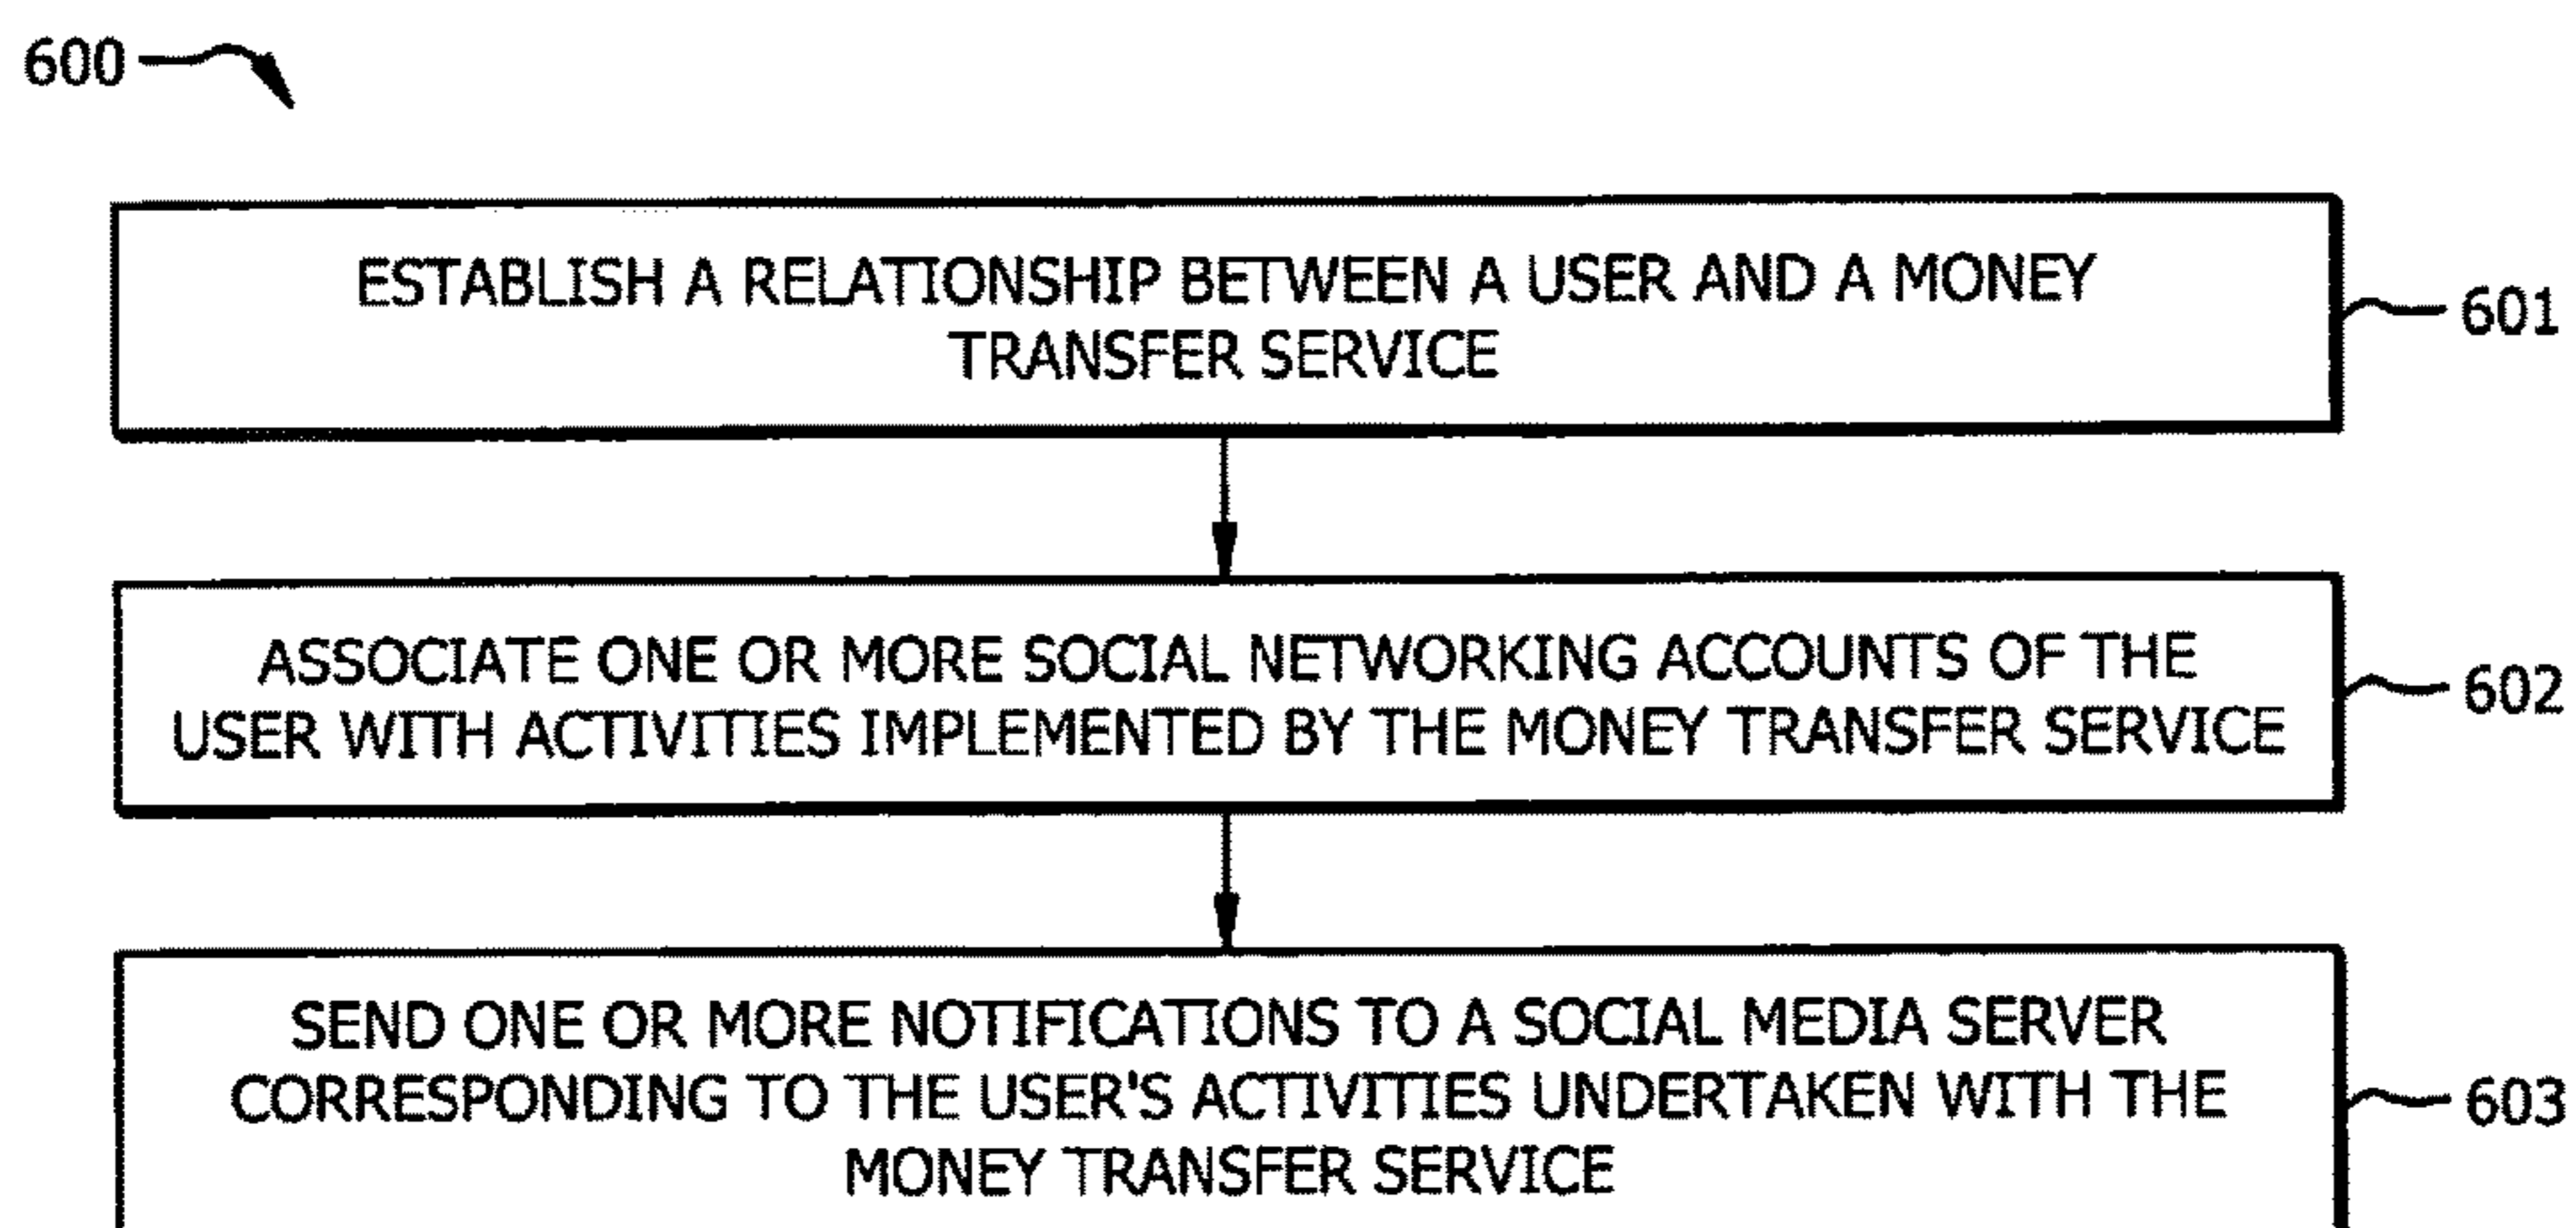 600
ESTABLISH A RELATIONSHIP BETWEEN A USER AND A MONEY
TRANSFER SERVICE
601
ASSOCIATE ONE OR MORE SOCIAL NETWORKING ACCOUNTS OF THE
USER WITH ACTIVITIES IMPLEMENTED BY THE MONEY TRANSFER SERVICE
602
SEND ONE OR MORE NOTIFICATIONS TO A SOCIAL MEDIA SERVER
CORRESPONDING TO THE USER'S ACTIVITIES UNDERTAKEN WITH THE
MONEY TRANSFER SERVICE
603